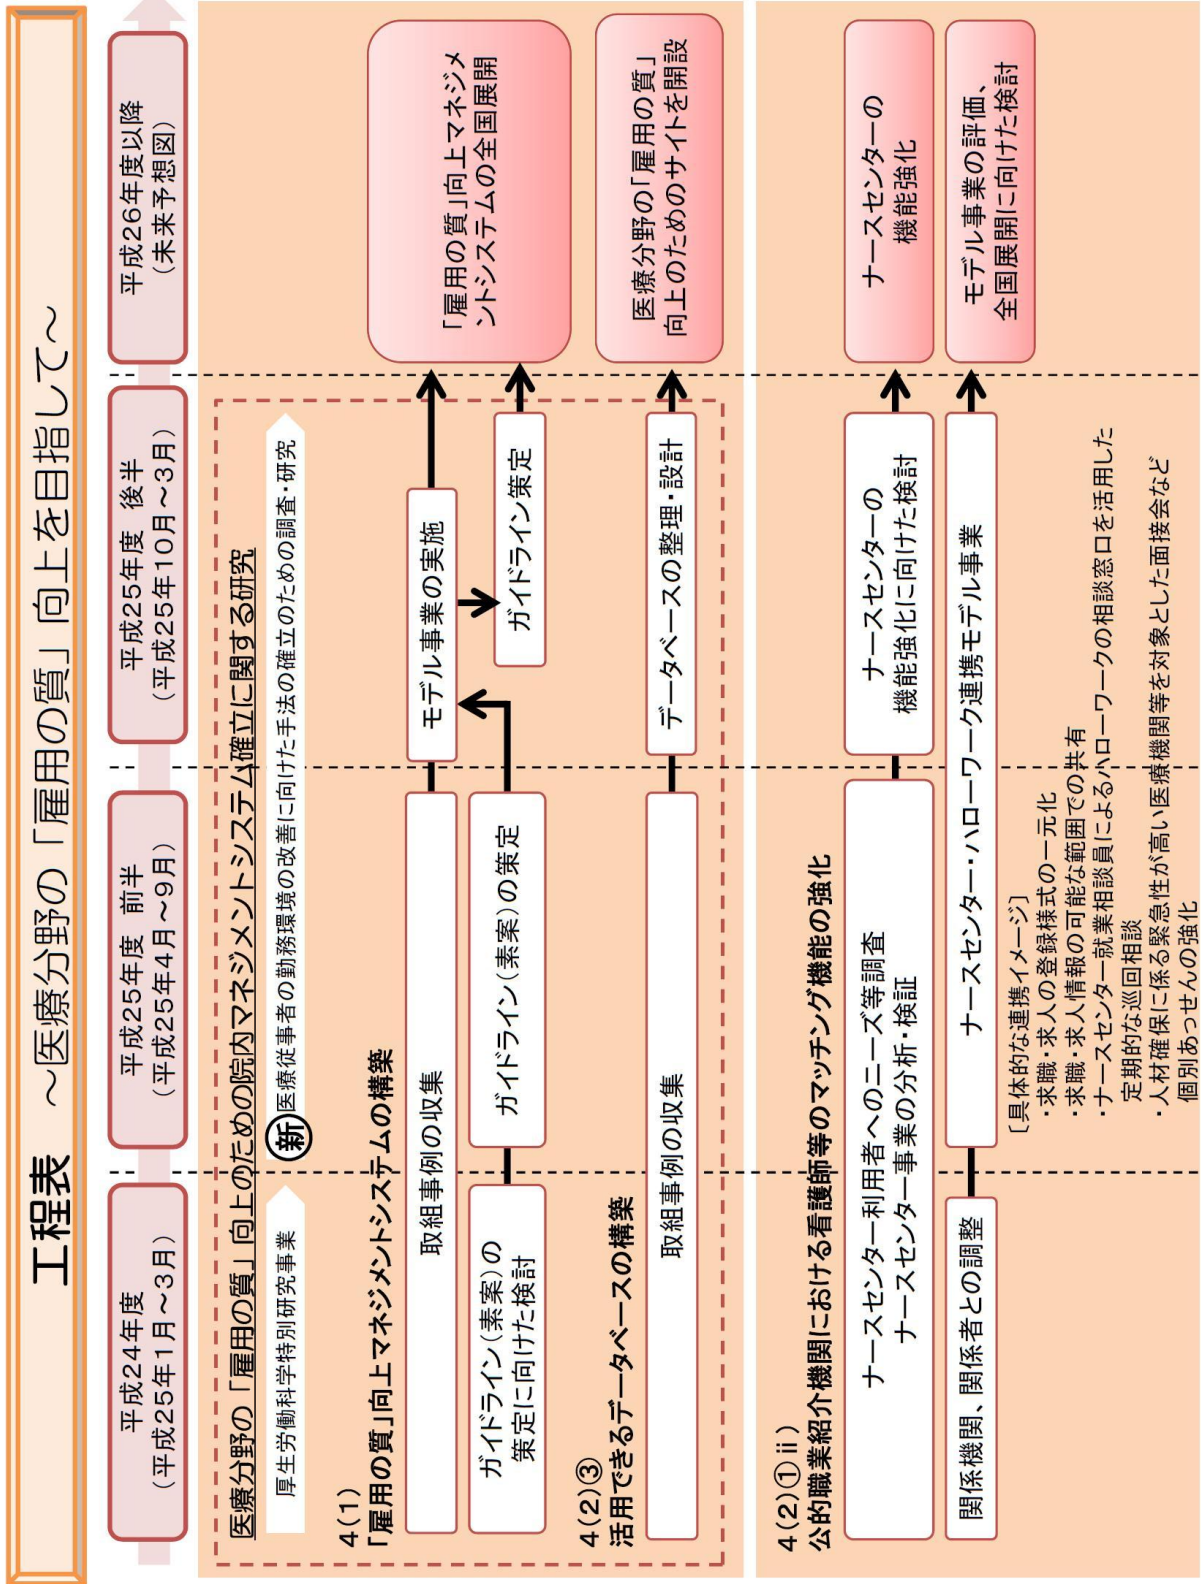 工程表 ～医療分野の「雇用の質」向上を目指して～
平成24年度
（平成25年1月～3月）
平成25年度 前半
（平成25年4月～9月）
平成25年度 後半
（平成25年10月～3月）
平成26年度以降
（未来予想図）
医療分野の「雇用の質」向上のための院内マネジメントシステム確立に関する研究
厚生労働科学特別研究事業
新
医療従事者の勤務環境の改善に向けた手法の確立のための調査・研究
4(1)
「雇用の質」向上マネジメントシステムの構築
取組事例の収集
モデル事業の実施
「雇用の質」向上マネジメ
ントシステムの全国展開
ガイドライン（素案）の
策定に向けた検討
ガイドライン（素案）の策定
ガイドライン策定
4(2)③
活用できるデータベースの構築
取組事例の収集
データベースの整理・設計
医療分野の「雇用の質」
向上のためのサイトを開設
4(2)①ⅱ)
公的職業紹介機関における看護師等のマッチング機能の強化
ナースセンター利用者へのニーズ等調査
ナースセンター事業の分析・検証
ナースセンターの
機能強化に向けた検討
ナースセンターの
機能強化
関係機関、関係者との調整
ナースセンター・ハローワーク連携モデル事業
モデル事業の評価、
全国展開に向けた検討
［具体的な連携イメージ］
・求職・求人の登録様式の一元化
・求職・求人情報の可能な範囲での共有
・ナースセンター就業相談員によるハローワークの相談窓口を活用した
定期的な巡回相談
・人材確保に係る緊急性が高い医療機関等を対象とした面接会など
個別あっせんの強化